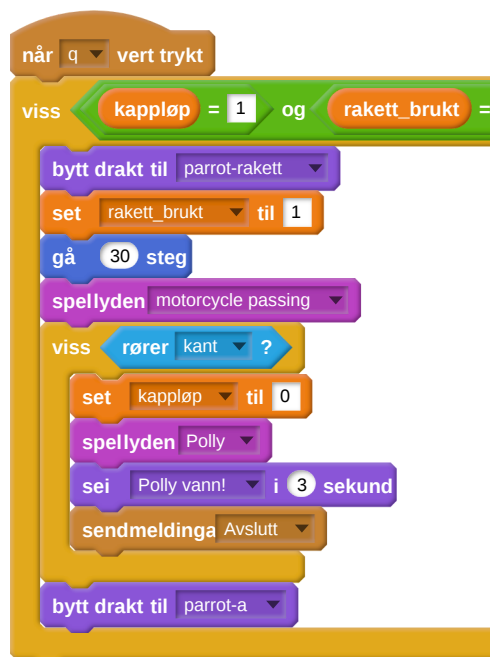 når q vert trykt
viss kappløp = 1 og rakett_brukt =
bytt drakt til parrot-rakett
set rakett_brukt til 1
gå 30 steg
spellyden motorcycle passing
viss rører kant ?
set kappløp til 0
spellyden Polly
sei Polly vann! i 3 sekund
sendmeldinga Avslutt
bytt drakt til parrot-a